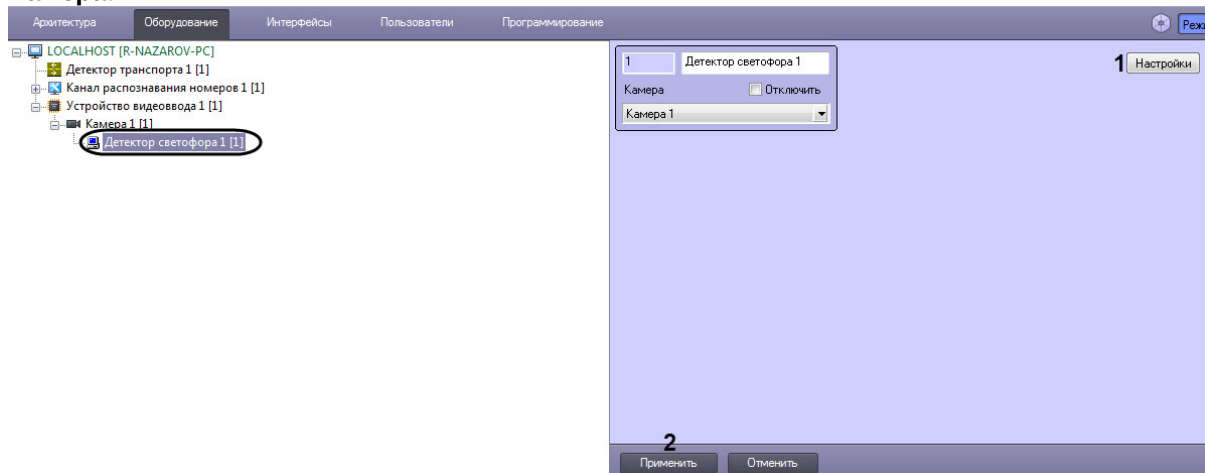 Архитектура Оборудование Интерфейсы Пользователи Программирование
LOCALHOST [R-NAZAROV-PC]
Детектор транспорта 1 [1]
Канал распознавания номеров 1 [1]
Устройство видеоввода 1 [1]
Камера 1 [1]
Детектор светофора 1 [1]
1 Детектор светофора 1
Камера Отключить
Камера 1
1 Настройки
2
Применить Отменить